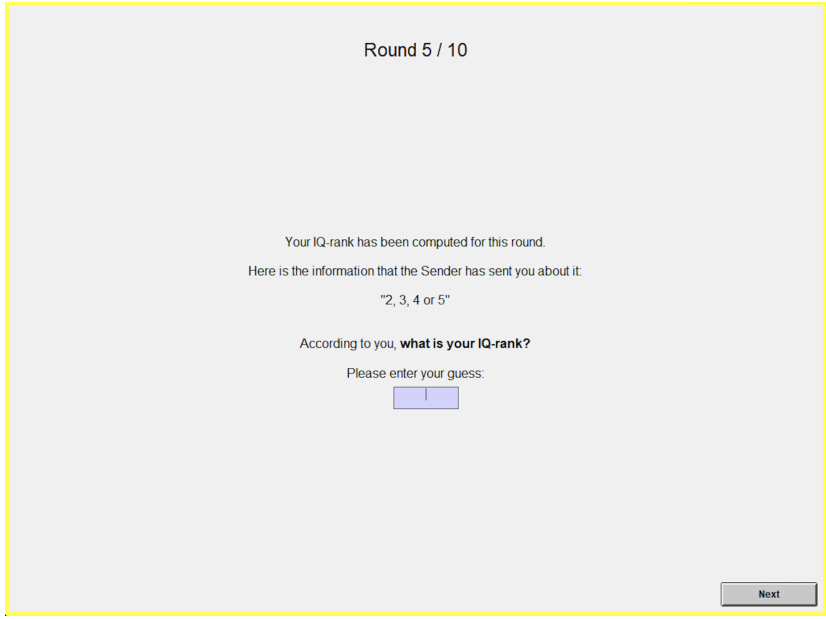 Round 5 / 10
Your IQ-rank has been computed for this round.
Here is the information that the Sender has sent you about it:
"2, 3, 4 or 5"
According to you, what is your IQ-rank?
Please enter your guess:
Next